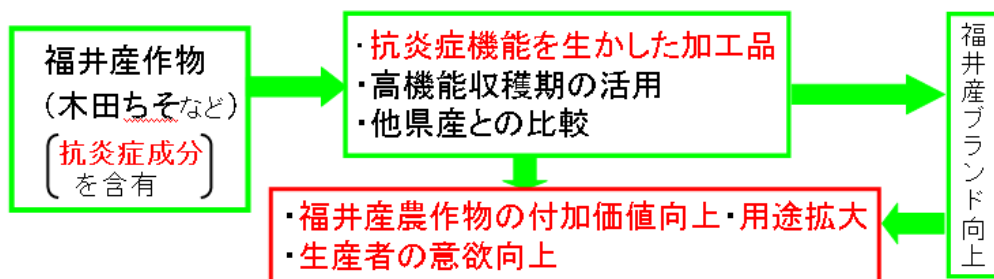 福井産作物
(木田ちそなど)
抗炎症成分
を含有
・抗炎症機能を生かした加工品
・高機能収穫期の活用
・他県産との比較
福井産ブランド向上
・福井産農作物の付加価値向上・用途拡大
・生産者の意欲向上